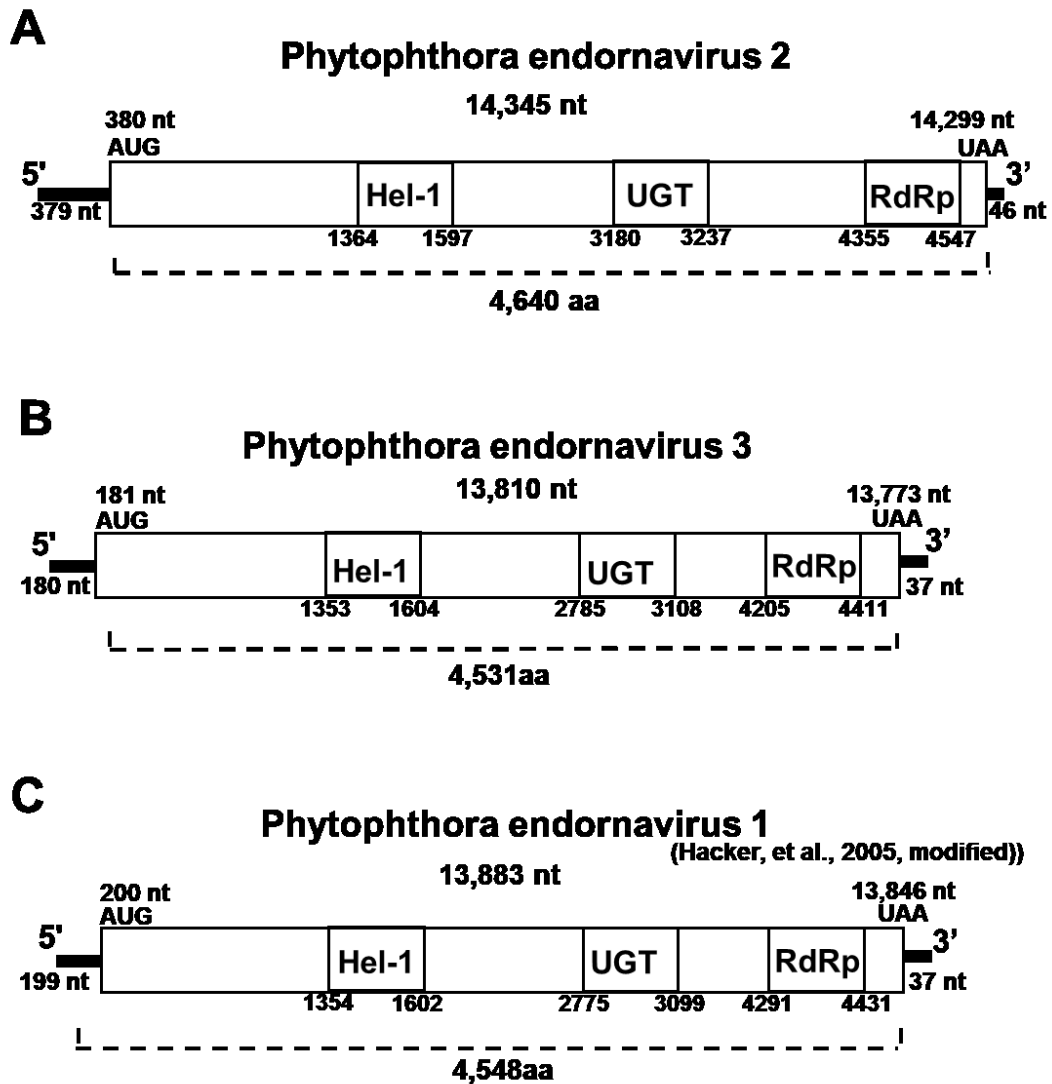 A
Phytophthora endornavirus 2
14,345 nt
380 nt
AUG
14,299 nt
UAA
5'
3’
379 nt
Hel-1
UGT
RdRp
46 nt
1364 1597 3180 3237 4355 4547
4,640 aa
B
Phytophthora endornavirus 3
13,810 nt
181 nt
AUG
13,773 nt
UAA
5'
3’
180 nt
Hel-1
UGT
RdRp
37 nt
1353 1604 2785 3108 4205 4411
4,531aa
C
Phytophthora endornavirus 1
(Hacker, et al., 2005, modified))
13,883 nt
200 nt
AUG
13,846 nt
UAA
5'
3’
199 nt
Hel-1
UGT
RdRp
37 nt
1354 1602 2775 3099 4291 4431
4,548aa